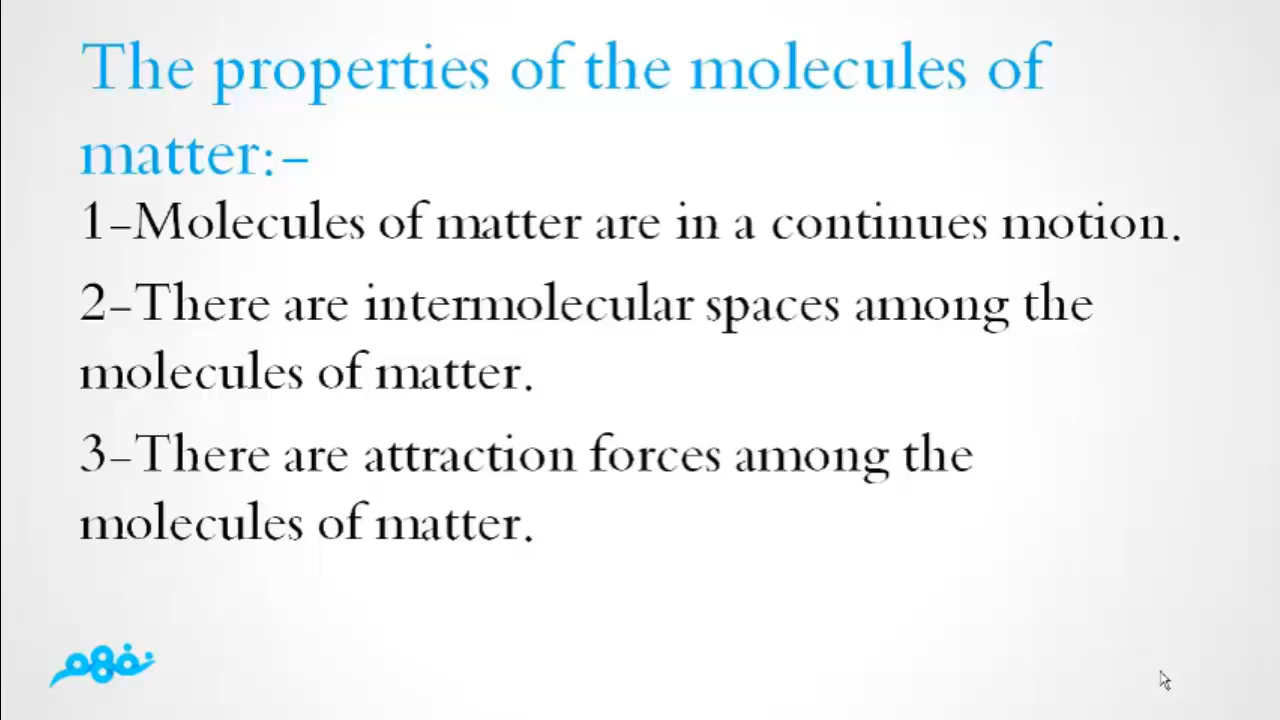 The properties of the molecules of
matter:-
1-Molecules of matter are in a continues motion.
2-There are intermolecular spaces among the
molecules of matter.
3-There are attraction forces among the
molecules of matter.
نفهم